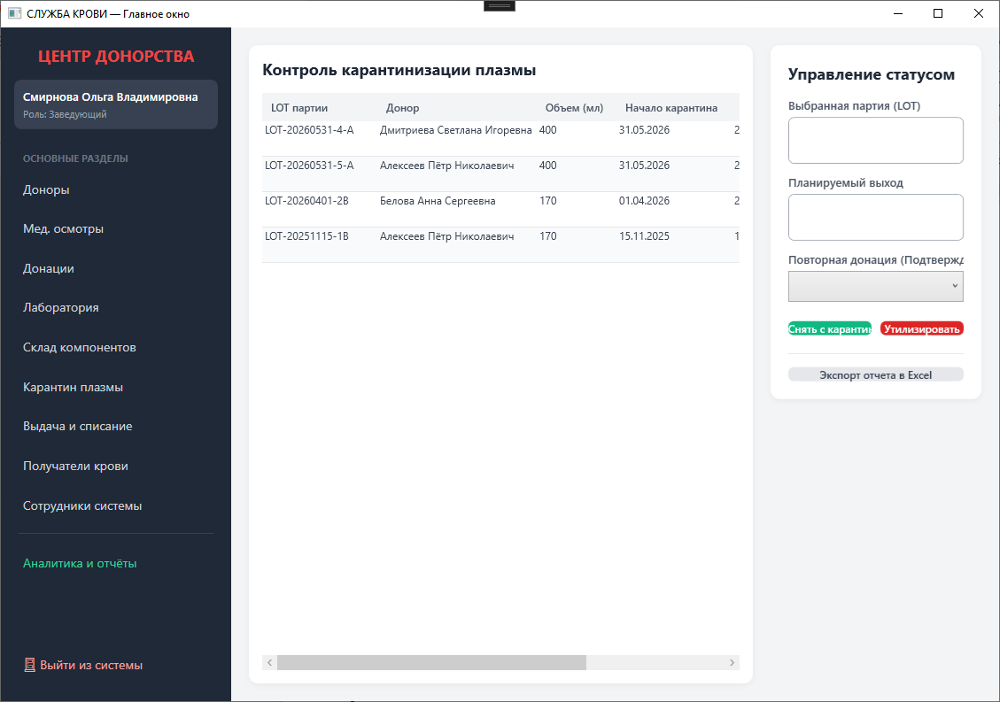 СЛУЖБА КРОВИ — Главное окно
ЦЕНТР ДОНОРСТВА
Смирнова Ольга Владимировна
Роль: Заведующий
ОСНОВНЫЕ РАЗДЕЛЫ
Доноры
Мед. осмотры
Донации
Лаборатория
Склад компонентов
Карантин плазмы
Выдача и списание
Получатели крови
Сотрудники системы
Аналитика и отчёты
Выйти из системы
Контроль карантинизации плазмы
LOT партии Донор Объем (мл) Начало карантина
LOT-20260531-4-A Дмитриева Светлана Игоревна 400 31.05.2026 2
LOT-20260531-5-A Алексеев Пётр Николаевич 400 31.05.2026 2
LOT-20260401-2B Белова Анна Сергеевна 170 01.04.2026 2
LOT-20251115-1B Алексеев Пётр Николаевич 170 15.11.2025 1
Управление статусом
Выбранная партия (LOT)
Планируемый выход
Повторная донация (Подтвержд
Снять с карантин Утилизировать
Экспорт отчета в Excel